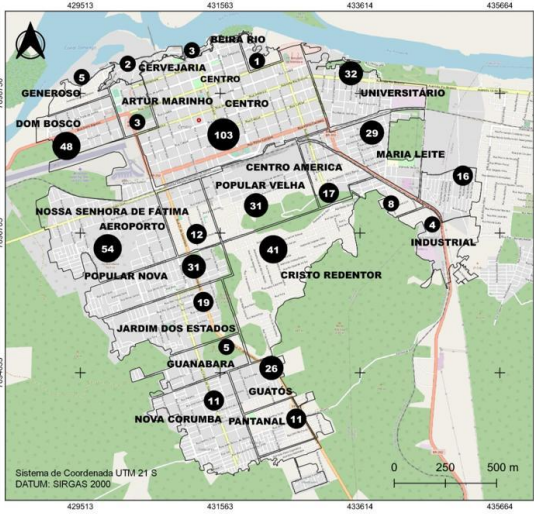 429513 431563 433614 435664
BEIRA RIO
3
1
2
CERVEJARIA
5
CENTRO
32
GENEROSO
UNIVERSITÁRIO
ARTUR MARINHO
CENTRO
DOM BOSCO
3
103
29
48
MARIA LEITE
CENTRO AMERICA
16
POPULAR VELHA
17
31
8
NOSSA SENHORA DE FÁTIMA
AEROPORTO
4
12
INDUSTRIAL
54
41
31
POPULAR NOVA
CRISTO REDENTOR
19
JARDIM DOS ESTADOS
5
GUANABARA
26
GUATÓS
11
NOVA CORUMBA
PANTANAL
11
Sistema de Coordenada UTM 21 S
DATUM: SIRGAS 2000
0 250 500 m
429513 431563 433614 435664